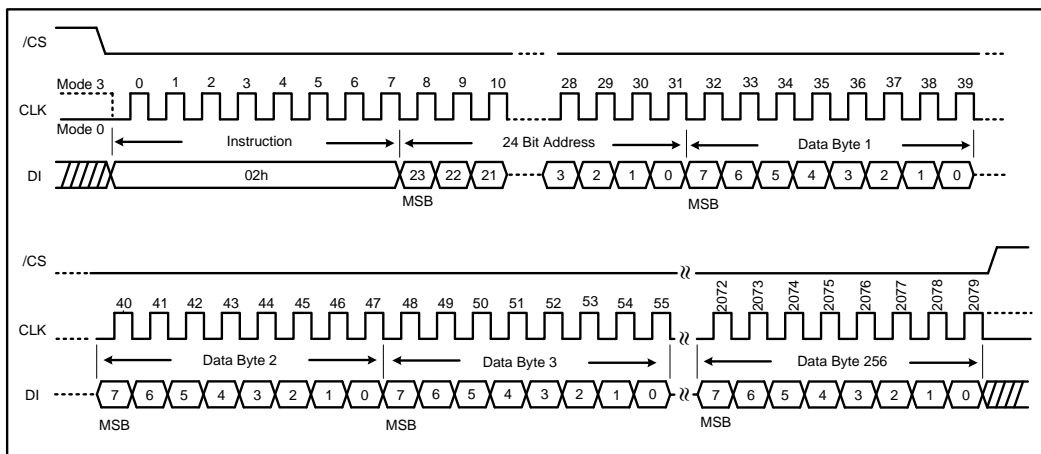 /CS
Mode 3 0 1 2 3 4 5 6 7 8 9 10 28 29 30 31 32 33 34 35 36 37 38 39
CLK
Mode 0
Instruction 24 Bit Address Data Byte 1
DI 02h 23 22 21 3 2 1 0 7 6 5 4 3 2 1 0
MSB MSB
/CS
40 41 42 43 44 45 46 47 48 49 50 51 52 53 54 55 2072 2073 2074 2075 2076 2077 2078 2079
CLK
Data Byte 2 Data Byte 3 Data Byte 256
DI 7 6 5 4 3 2 1 0 7 6 5 4 3 2 1 0 7 6 5 4 3 2 1 0
MSB MSB MSB